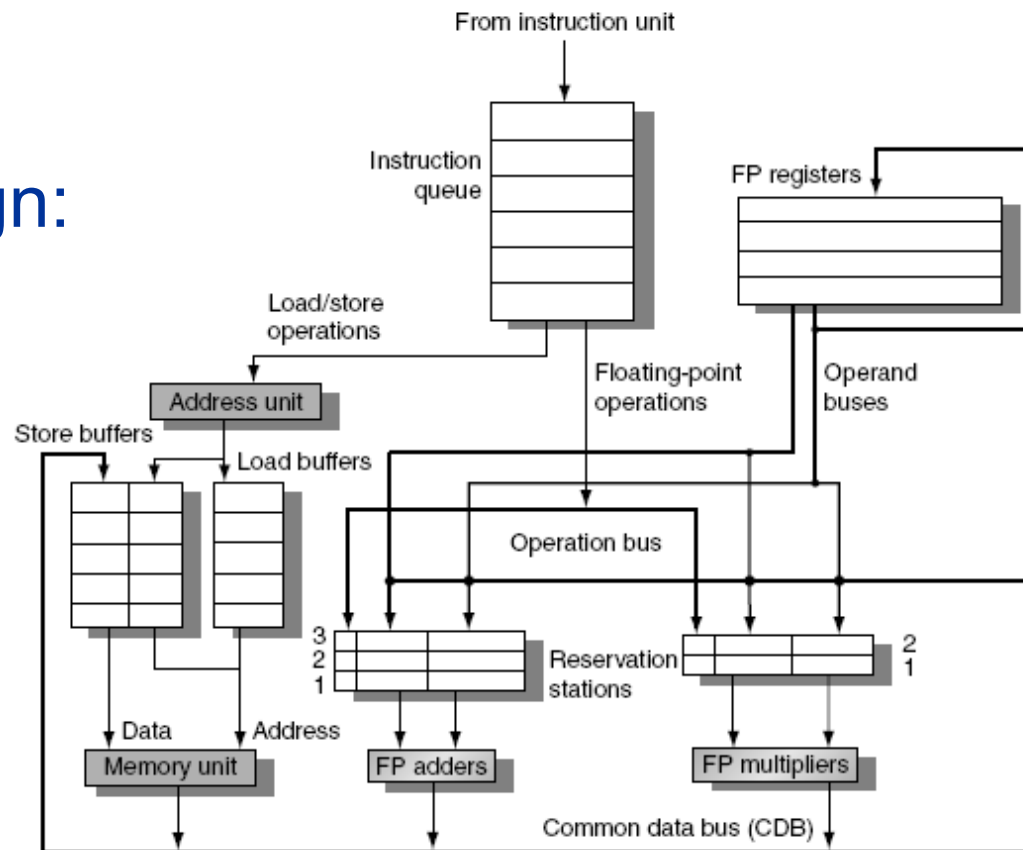 From instruction unit
Instruction
queue
FP registers
gn:
Load/store
operations
Floating-point
operations
Operand
buses
Address unit
Store buffers
Load buffers
Operation bus
3
2
1
Reservation
stations
2
1
Data
Address
Memory unit
FP adders
FP multipliers
Common data bus (CDB)